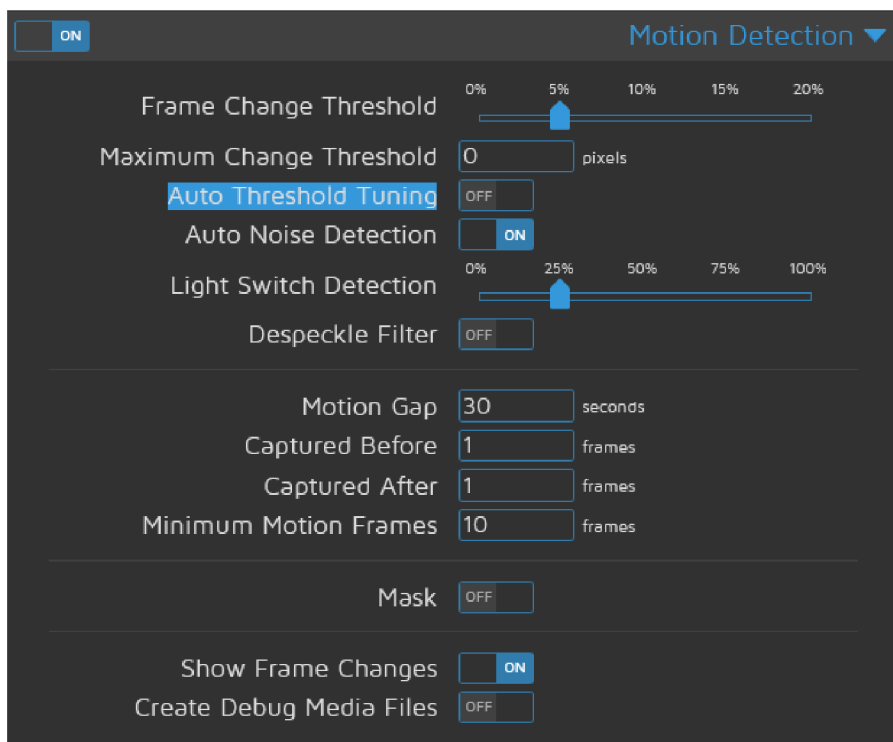 ON Motion Detection
0% 5% 10% 15% 20%
Frame Change Threshold
Maximum Change Threshold 0 pixels
Auto Threshold Tuning OFF
Auto Noise Detection ON
0% 25% 50% 75% 100%
Light Switch Detection
Despeckle Filter OFF
Motion Gap 30 seconds
Captured Before 1 frames
Captured After 1 frames
Minimum Motion Frames 10 frames
Mask OFF
Show Frame Changes ON
Create Debug Media Files OFF